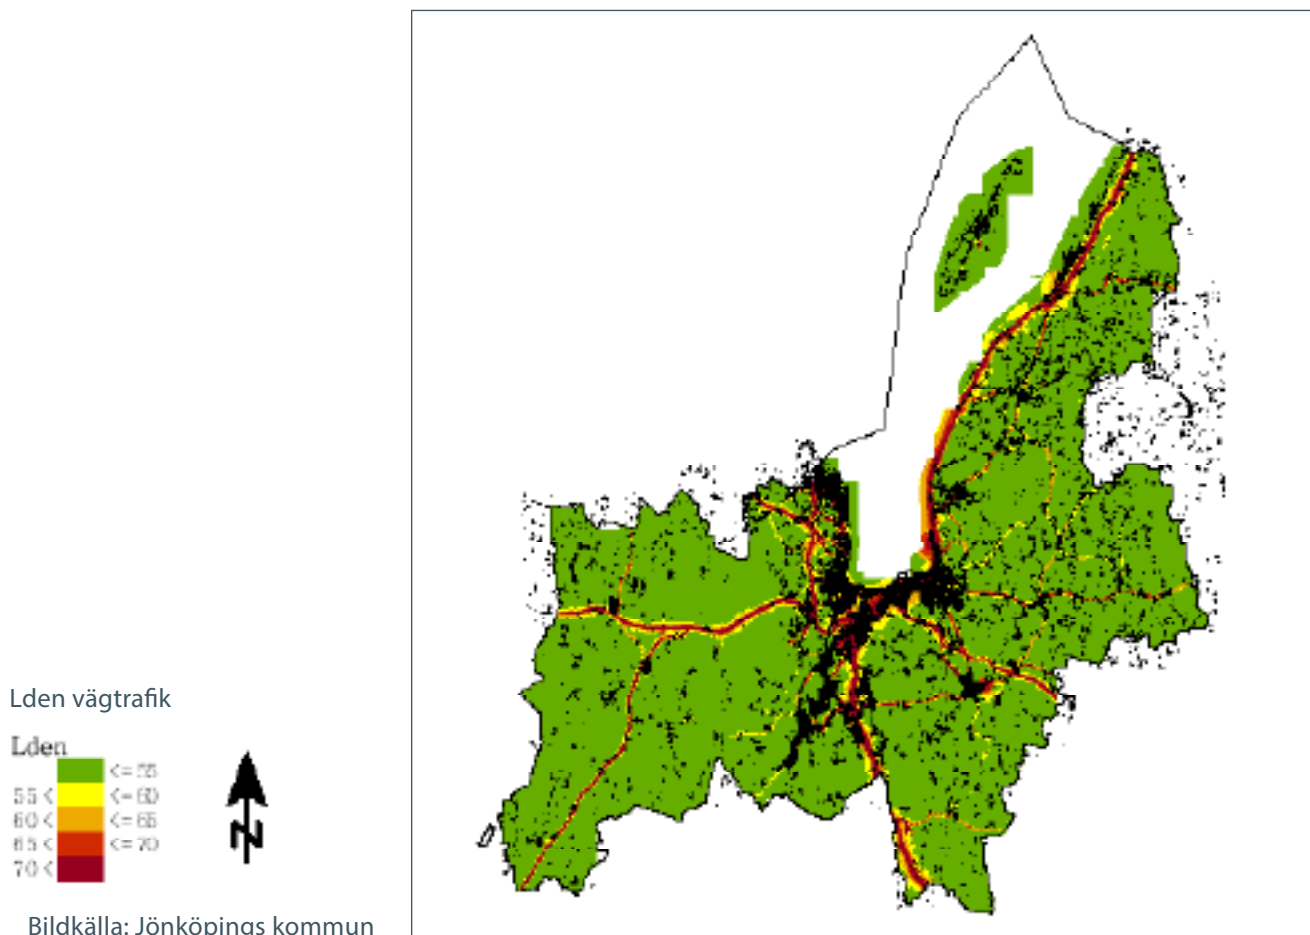 Lden vägtrafik
Lden
<= 55
55 < <= 60
60 < <= 65
65 < <= 70
70 <
N
Bildkälla: Jönköpings kommun